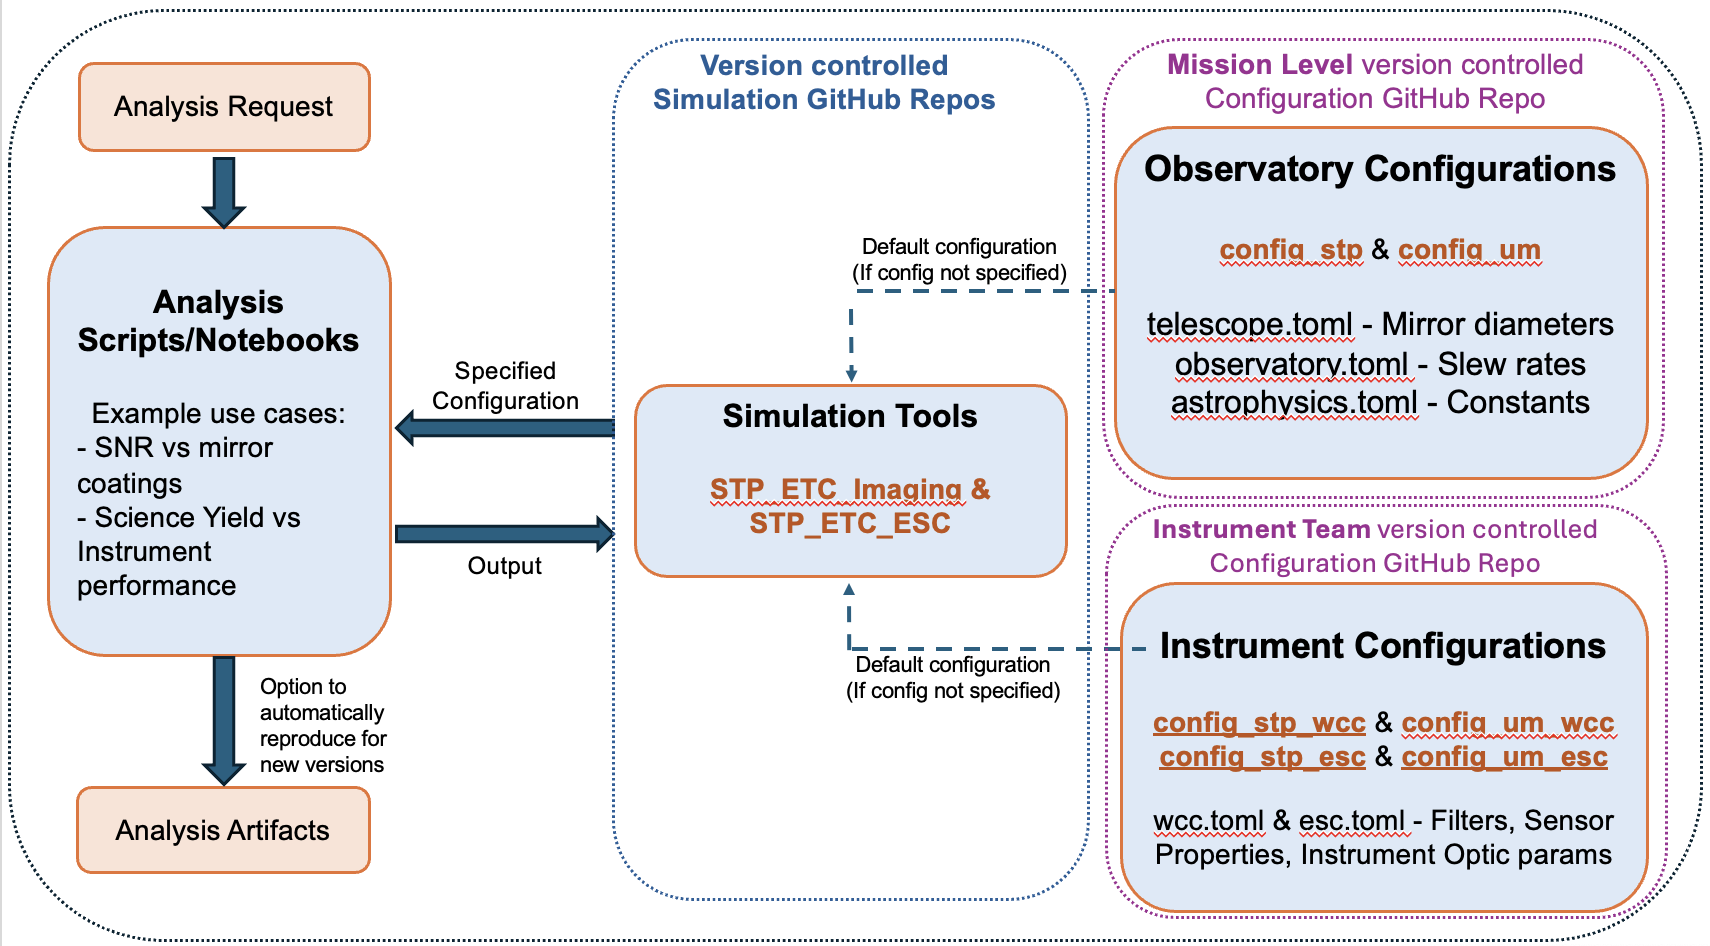 Analysis Request
Analysis
Scripts/Notebooks
Example use cases:
- SNR vs mirror
coatings
- Science Yield vs
Instrument
performance
Option to
automatically
reproduce for
new versions
Analysis Artifacts
Specified
Configuration
Output
Version controlled
Simulation GitHub Repos
Default configuration
(If config not specified)
Simulation Tools
STP_ETC_Imaging &
STP_ETC_ESC
Default configuration
(If config not specified)
Mission Level version controlled
Configuration GitHub Repo
Observatory Configurations
config_stp & config_um
telescope.toml - Mirror diameters
observatory.toml - Slew rates
astrophysics.toml - Constants
Instrument Team version controlled
Configuration GitHub Repo
Instrument Configurations
config_stp_wcc & config_um_wcc
config_stp_esc & config_um_esc
wcc.toml & esc.toml - Filters, Sensor
Properties, Instrument Optic params